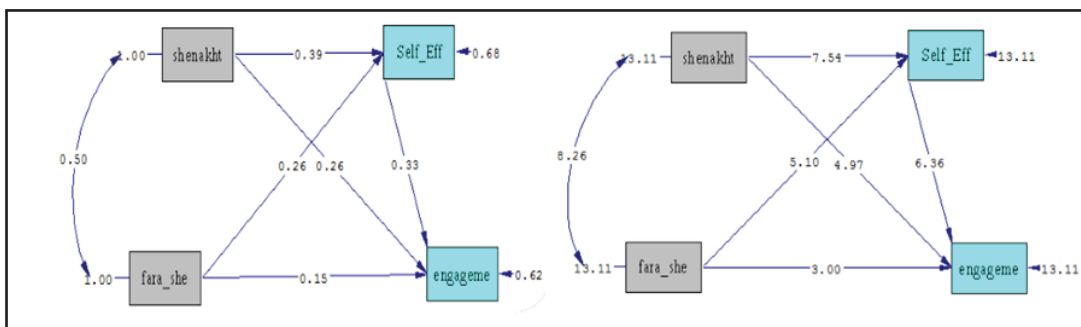 1.00
shenakht
0.39
Self_Eff
0.68
0.50
0.26
0.26
0.33
1.00
fara_she
0.15
engageme
0.62
13.11
shenakht
7.54
Self_Eff
13.11
8.26
5.10
4.97
6.36
13.11
fara_she
3.00
engageme
13.11